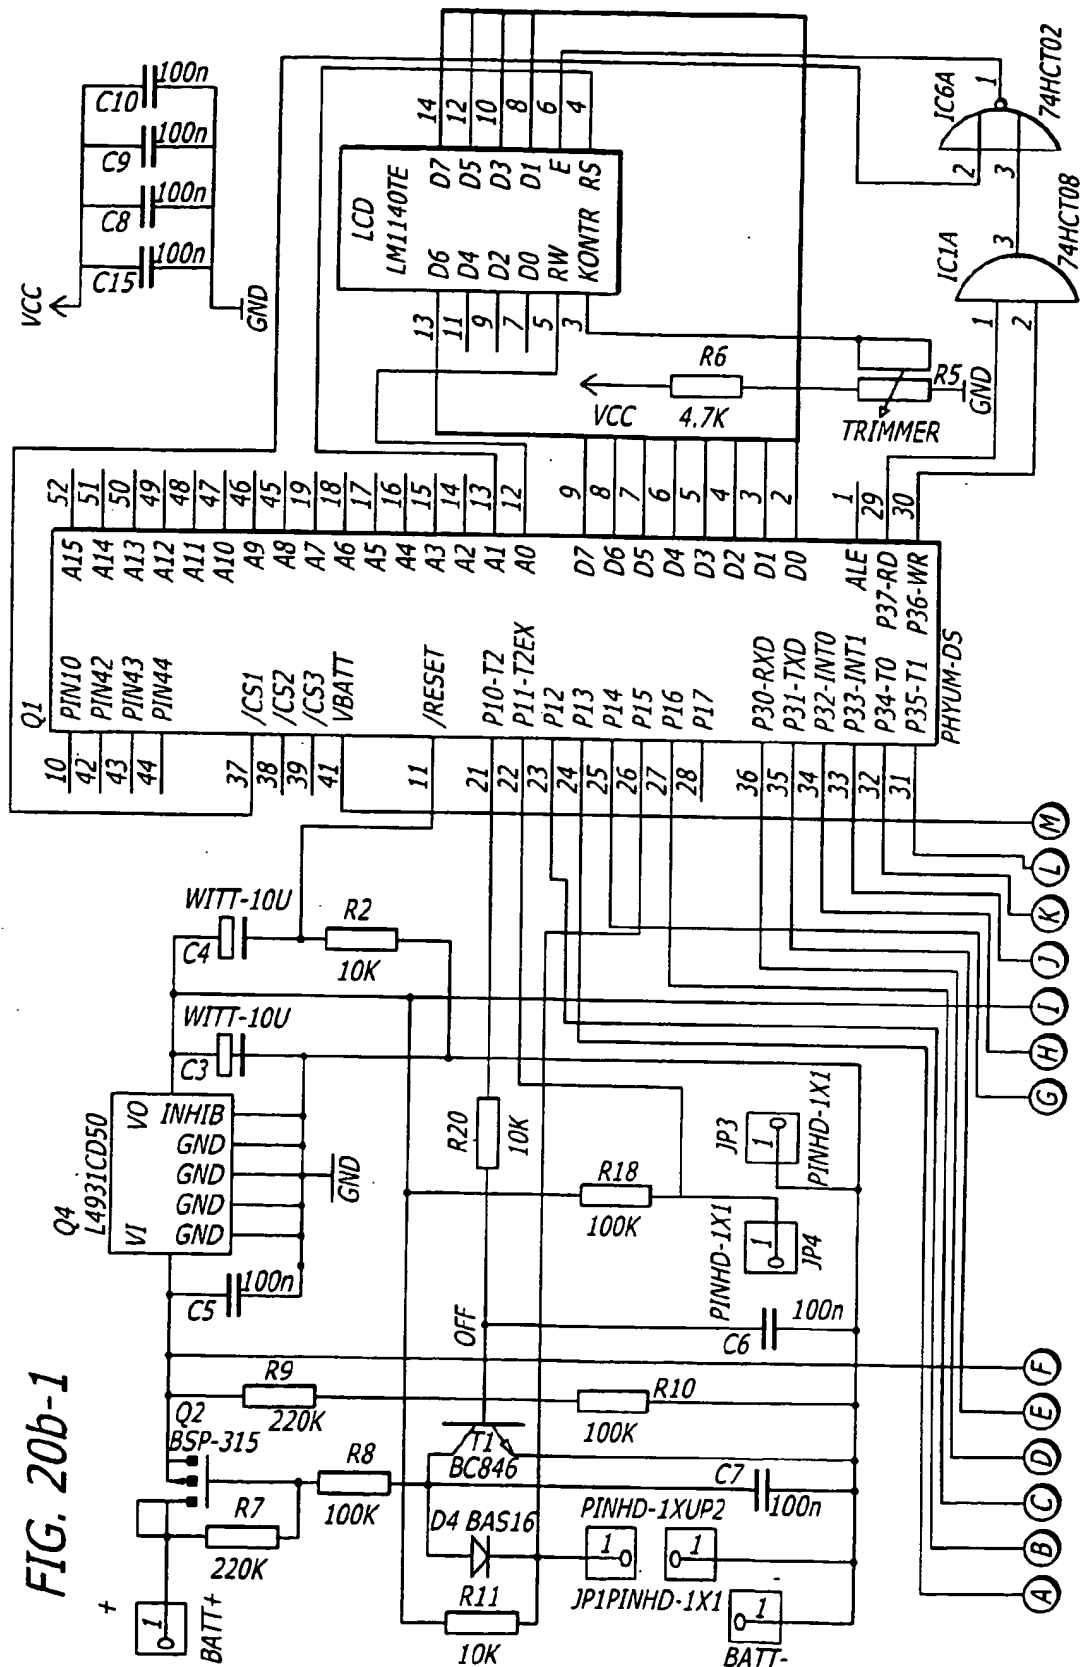 FIG. 20b-1
+
1
BATT+
Q2
BSP-315
R7
220K
R9
220K
R8
100K
D4 BAS16
R11
10K
T1
BC846
OFF
R10
100K
C7
100n
PINHD-1XUP2
1
1
JP1PINHD-1X1
1
BATT-
Q4
L4931CD50
VI
VO
INHIB
GND
GND
GND
GND
GND
C5
100n
C3
WITT-10U
C4
WITT-10U
R2
10K
R20
10K
R18
100K
C6
100n
JP3
1
PINHD-1X1
PINHD-1X1
1
JP4
Q1
10
PIN10
42
PIN42
43
PIN43
44
PIN44
37
/CS1
38
/CS2
39
/CS3
41
VBATT
11
/RESET
21
P10-T2
22
P11-T2EX
23
P12
24
P13
25
P14
26
P15
27
P16
28
P17
36
P30-RXD
35
P31-TXD
34
P32-INT0
33
P33-INT1
32
P34-T0
31
P35-T1
PHYUM-DS
A15
52
A14
51
A13
50
A12
49
A11
48
A10
47
A9
46
A8
45
A7
19
A6
18
A5
17
A4
16
A3
15
A2
14
A1
13
A0
12
D7
9
D6
8
D5
7
D4
6
D3
5
D2
4
D1
3
D0
2
ALE
1
P37-RD
29
P36-WR
30
VCC
C15
100n
C8
100n
C9
100n
C10
100n
GND
LCD
LM1140TE
13
D6
D7
14
11
D4
D5
12
9
D2
D3
10
7
D0
D1
8
5
RW
E
6
3
KONTR
RS
4
VCC
R6
4.7K
R5
TRIMMER
GND
IC1A
1
2
3
74HCT08
IC6A
2
3
1
74HCT02
A
B
C
D
E
F
G
H
I
J
K
L
M